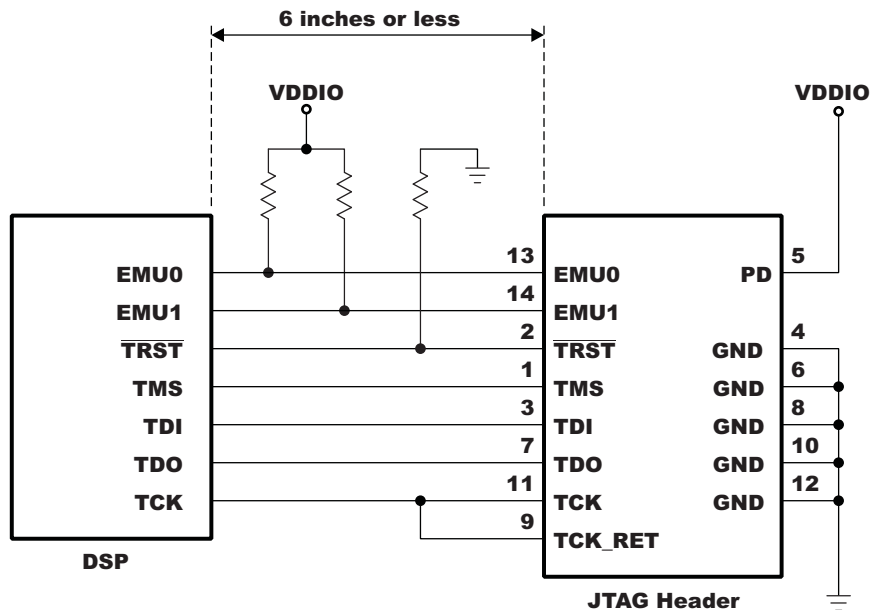 6 inches or less
VDDIO
VDDIO
EMU0
13
EMU0
5
PD
EMU1
14
EMU1
TRST
2
TRST
4
GND
TMS
1
TMS
6
GND
TDI
3
TDI
8
GND
TDO
7
TDO
10
GND
TCK
11
TCK
12
GND
9
TCK_RET
DSP
JTAG Header